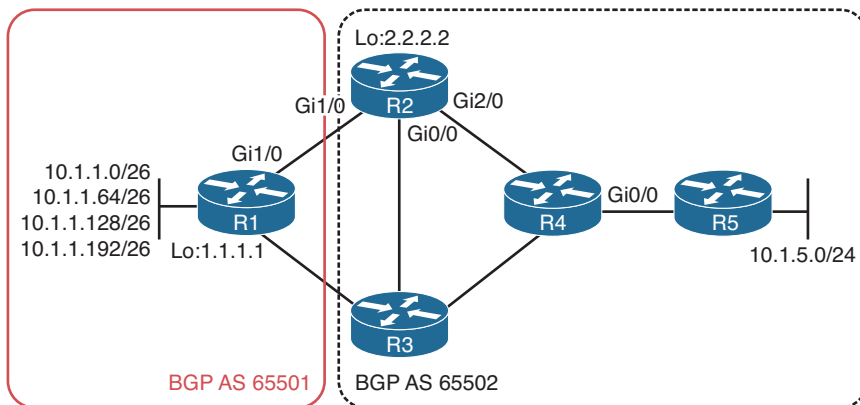 Lo:2.2.2.2
R2
Gi1/0
Gi2/0
Gi0/0
Gi1/0
10.1.1.0/26
10.1.1.64/26
10.1.1.128/26
10.1.1.192/26
R1
Lo:1.1.1.1
R4
Gi0/0
R5
10.1.5.0/24
R3
BGP AS 65501
BGP AS 65502